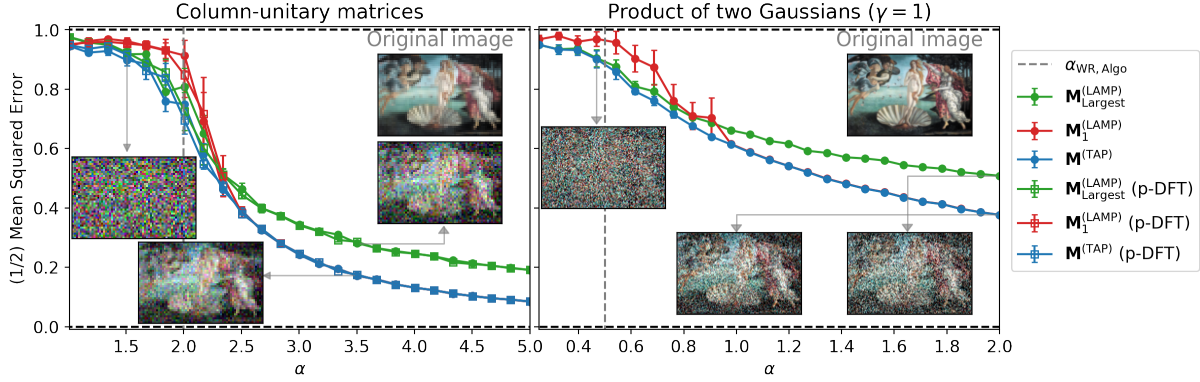 Column-unitary matrices
Product of two Gaussians (γ = 1)
(1/2) Mean Squared Error
1.0
0.8
0.6
0.4
0.2
0.0
Original image
Original image
1.5 2.0 2.5 3.0 3.5 4.0 4.5 5.0
0.4 0.6 0.8 1.0 1.2 1.4 1.6 1.8 2.0
α
α
α_WR, Algo
M_Largest^(LAMP)
M_1^(LAMP)
M^(TAP)
M_Largest^(LAMP) (p-DFT)
M_1^(LAMP) (p-DFT)
M^(TAP) (p-DFT)